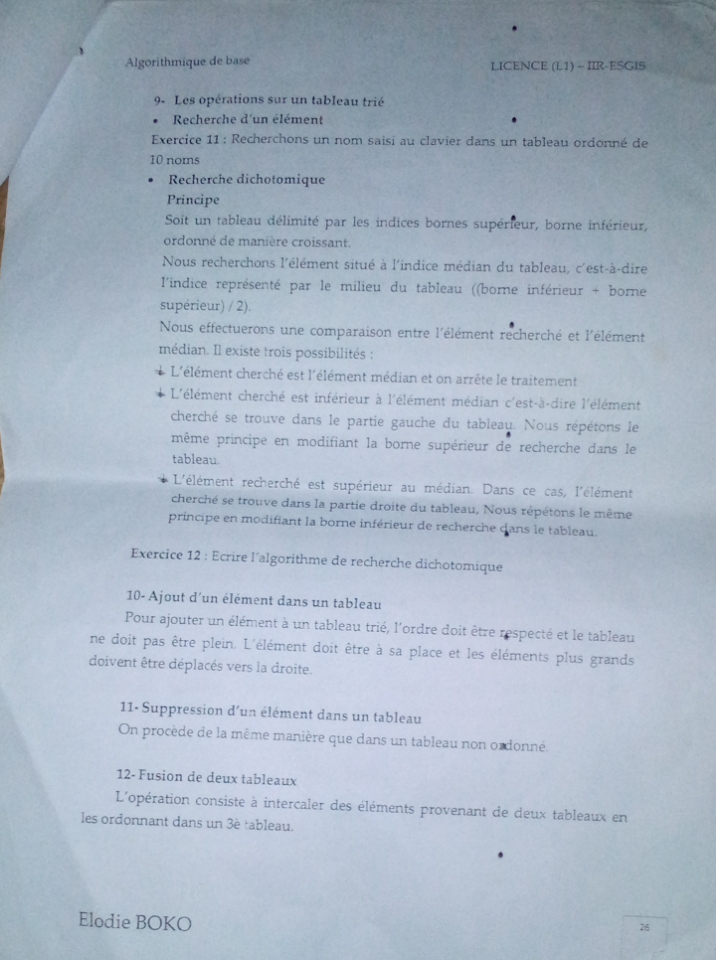 Algorithmique de base
LICENCE (L1) – IIR-ESGIS
9- Les opérations sur un tableau trié
• Recherche d'un élément
Exercice 11 : Recherchons un nom saisi au clavier dans un tableau ordonné de
10 noms
• Recherche dichotomique
Principe
Soit un tableau délimité par les indices bornes supérieur, borne inférieur,
ordonné de manière croissant.
Nous recherchons l'élément situé à l'indice médian du tableau, c'est-à-dire
l'indice représenté par le milieu du tableau ((borne inférieur + borne
supérieur) / 2).
Nous effectuerons une comparaison entre l'élément recherché et l'élément
médian. Il existe trois possibilités :
L'élément cherché est l'élément médian et on arrête le traitement
L'élément cherché est inférieur à l'élément médian c'est-à-dire l'élément
cherché se trouve dans le partie gauche du tableau. Nous répétons le
même principe en modifiant la borne supérieur de recherche dans le
tableau.
L'élément recherché est supérieur au médian. Dans ce cas, l'élément
cherché se trouve dans la partie droite du tableau, Nous répétons le même
principe en modifiant la borne inférieur de recherche dans le tableau.
Exercice 12 : Ecrire l'algorithme de recherche dichotomique
10- Ajout d'un élément dans un tableau
Pour ajouter un élément à un tableau trié, l'ordre doit être respecté et le tableau
ne doit pas être plein. L'élément doit être à sa place et les éléments plus grands
doivent être déplacés vers la droite.
11- Suppression d'un élément dans un tableau
On procède de la même manière que dans un tableau non ordonné.
12- Fusion de deux tableaux
L'opération consiste à intercaler des éléments provenant de deux tableaux en
les ordonnant dans un 3è tableau.
Elodie BOKO
26